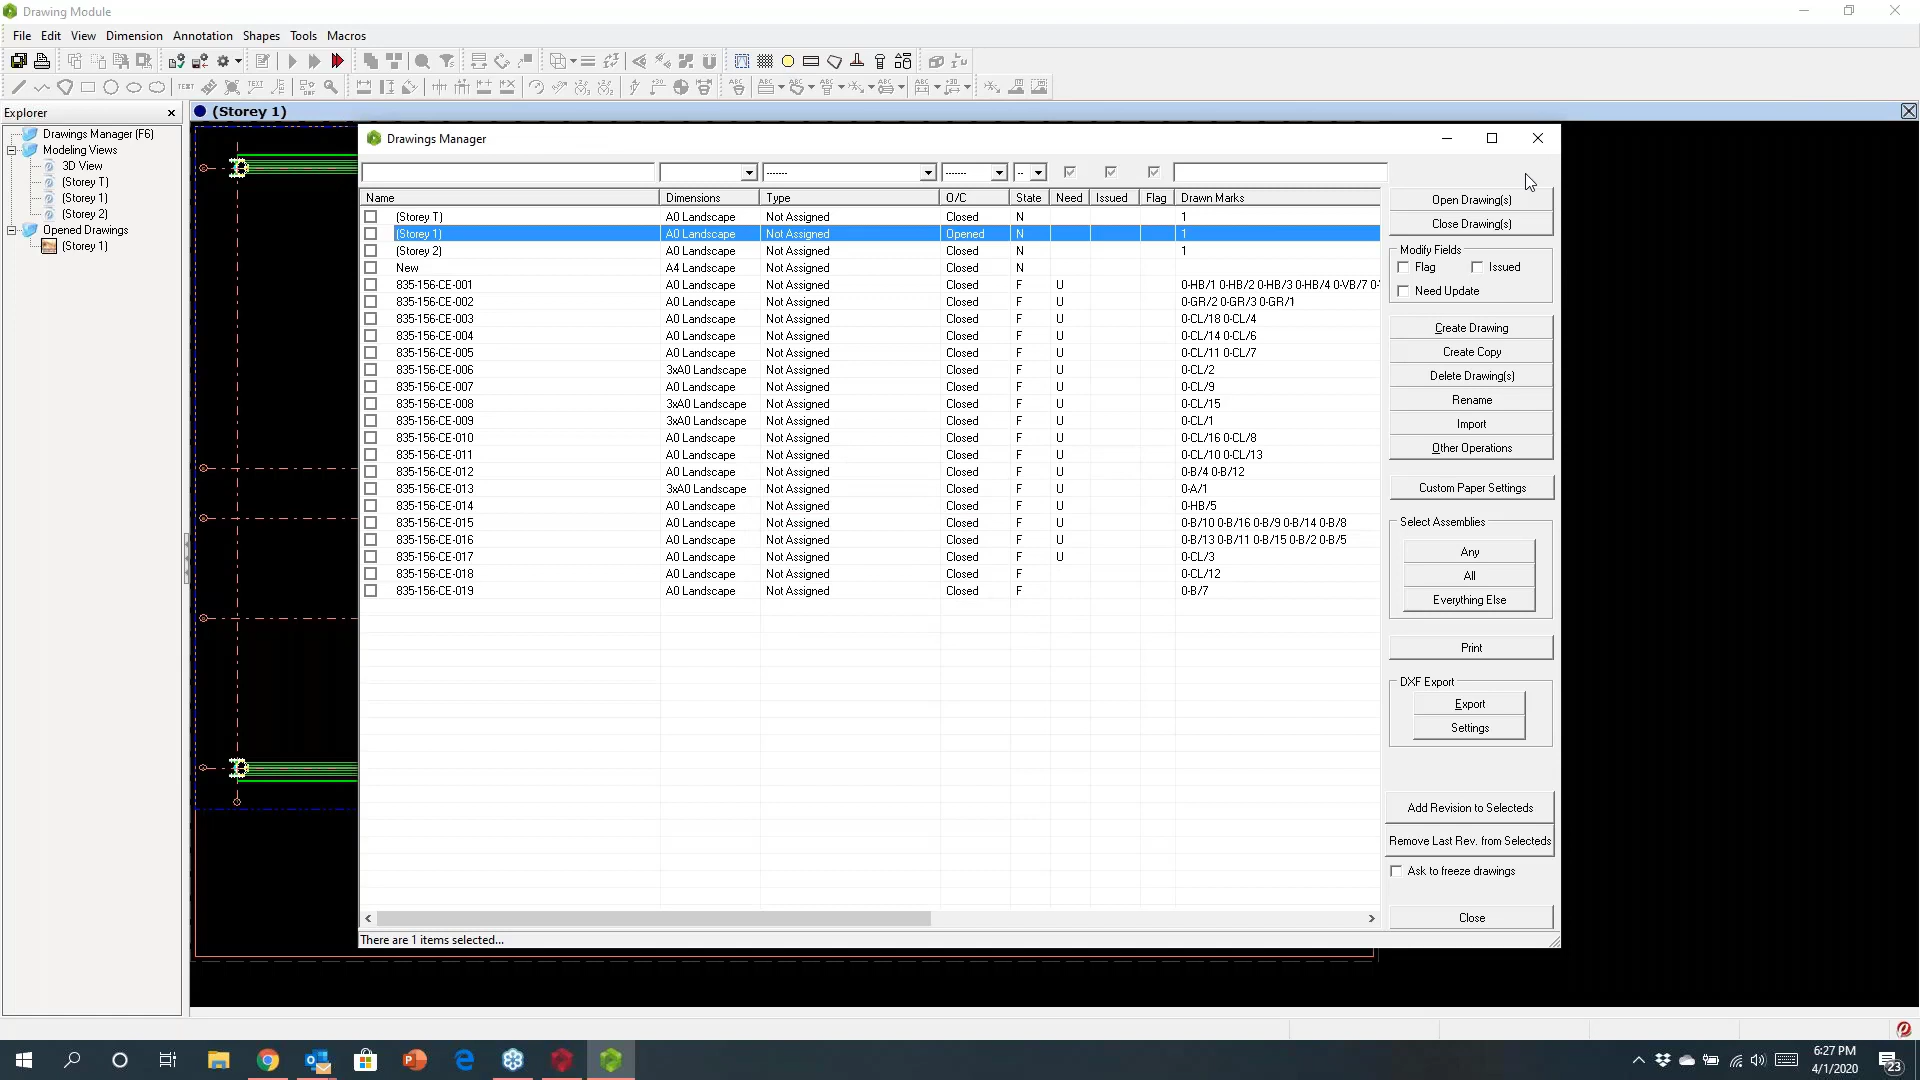 Drawing Module
File Edit View Dimension Annotation Shapes Tools Macros
Explorer
(Storey 1)
Drawings Manager (F6)
Modeling Views
3D View
(Storey T)
(Storey 1)
(Storey 2)
Opened Drawings
(Storey 1)
Drawings Manager
------- ------- --
Name Dimensions Type O/C State Need Issued Flag Drawn Marks
(Storey T) A0 Landscape Not Assigned Closed N 1
(Storey 1) A0 Landscape Not Assigned Opened N 1
(Storey 2) A0 Landscape Not Assigned Closed N 1
New A4 Landscape Not Assigned Closed N
835-156-CE-001 A0 Landscape Not Assigned Closed F U 0-HB/1 0-HB/2 0-HB/3 0-HB/4 0-VB/7 0-
835-156-CE-002 A0 Landscape Not Assigned Closed F U 0-GR/2 0-GR/3 0-GR/1
835-156-CE-003 A0 Landscape Not Assigned Closed F U 0-CL/18 0-CL/4
835-156-CE-004 A0 Landscape Not Assigned Closed F U 0-CL/14 0-CL/6
835-156-CE-005 A0 Landscape Not Assigned Closed F U 0-CL/11 0-CL/7
835-156-CE-006 3xA0 Landscape Not Assigned Closed F U 0-CL/2
835-156-CE-007 A0 Landscape Not Assigned Closed F U 0-CL/9
835-156-CE-008 3xA0 Landscape Not Assigned Closed F U 0-CL/15
835-156-CE-009 3xA0 Landscape Not Assigned Closed F U 0-CL/1
835-156-CE-010 A0 Landscape Not Assigned Closed F U 0-CL/16 0-CL/8
835-156-CE-011 A0 Landscape Not Assigned Closed F U 0-CL/10 0-CL/13
835-156-CE-012 A0 Landscape Not Assigned Closed F U 0-B/4 0-B/12
835-156-CE-013 3xA0 Landscape Not Assigned Closed F U 0-A/1
835-156-CE-014 A0 Landscape Not Assigned Closed F U 0-HB/5
835-156-CE-015 A0 Landscape Not Assigned Closed F U 0-B/10 0-B/16 0-B/9 0-B/14 0-B/8
835-156-CE-016 A0 Landscape Not Assigned Closed F U 0-B/13 0-B/11 0-B/15 0-B/2 0-B/5
835-156-CE-017 A0 Landscape Not Assigned Closed F U 0-CL/3
835-156-CE-018 A0 Landscape Not Assigned Closed F 0-CL/12
835-156-CE-019 A0 Landscape Not Assigned Closed F 0-B/7
There are 1 items selected...
Open Drawing(s)
Close Drawing(s)
Modify Fields
Flag Issued
Need Update
Create Drawing
Create Copy
Delete Drawing(s)
Rename
Import
Other Operations
Custom Paper Settings
Select Assemblies
Any
All
Everything Else
Print
DXF Export
Export
Settings
Add Revision to Selecteds
Remove Last Rev. from Selecteds
Ask to freeze drawings
Close
6:27 PM
4/1/2020
23